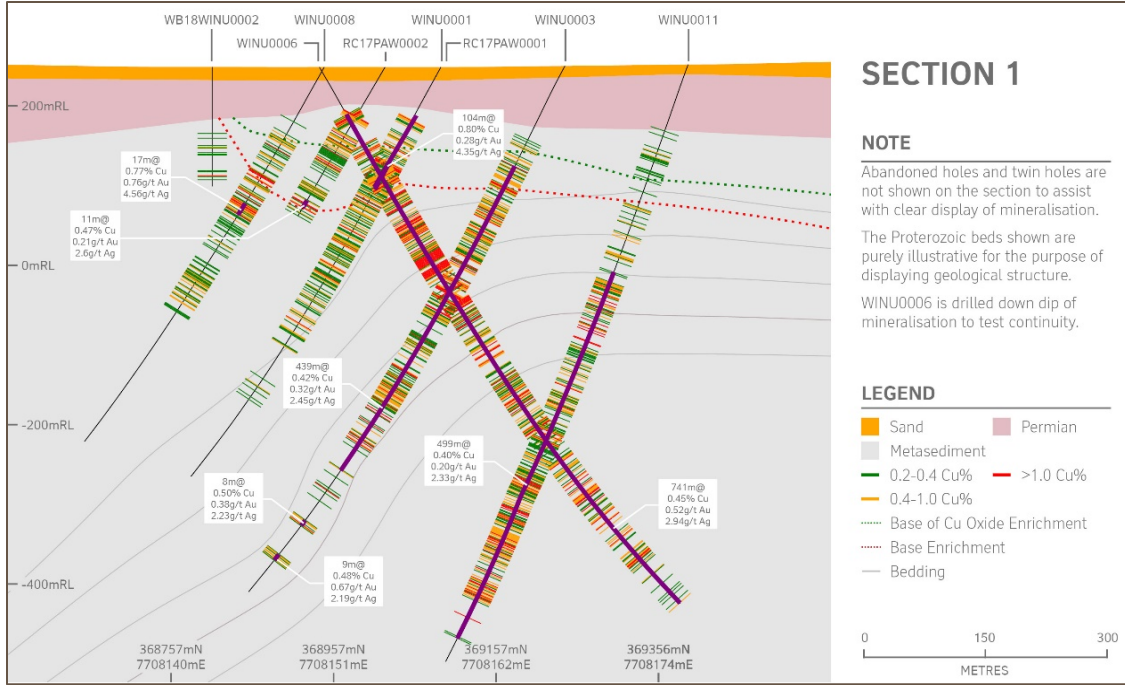 WB18WINU0002
WINU0008
WINU0001
WINU0003
WINU0011
WINU0006
RC17PAW0002
RC17PAW0001
200mRL
0mRL
-200mRL
-400mRL
104m@
0.80% Cu
0.28g/t Au
4.35g/t Ag
17m@
0.77% Cu
0.76g/t Au
4.56g/t Ag
11m@
0.47% Cu
0.21g/t Au
2.6g/t Ag
439m@
0.42% Cu
0.32g/t Au
2.45g/t Ag
499m@
0.40% Cu
0.20g/t Au
2.33g/t Ag
8m@
0.50% Cu
0.38g/t Au
2.23g/t Ag
741m@
0.45% Cu
0.52g/t Au
2.94g/t Ag
9m@
0.48% Cu
0.67g/t Au
2.19g/t Ag
368757mN
7708140mE
368957mN
7708151mE
369157mN
7708162mE
369356mN
7708174mE
SECTION 1
NOTE
Abandoned holes and twin holes are
not shown on the section to assist
with clear display of mineralisation.
The Proterozoic beds shown are
purely illustrative for the purpose of
displaying geological structure.
WINU0006 is drilled down dip of
mineralisation to test continuity.
LEGEND
Sand
Permian
Metasediment
0.2-0.4 Cu%
>1.0 Cu%
0.4-1.0 Cu%
Base of Cu Oxide Enrichment
Base Enrichment
Bedding
0
150
300
METRES